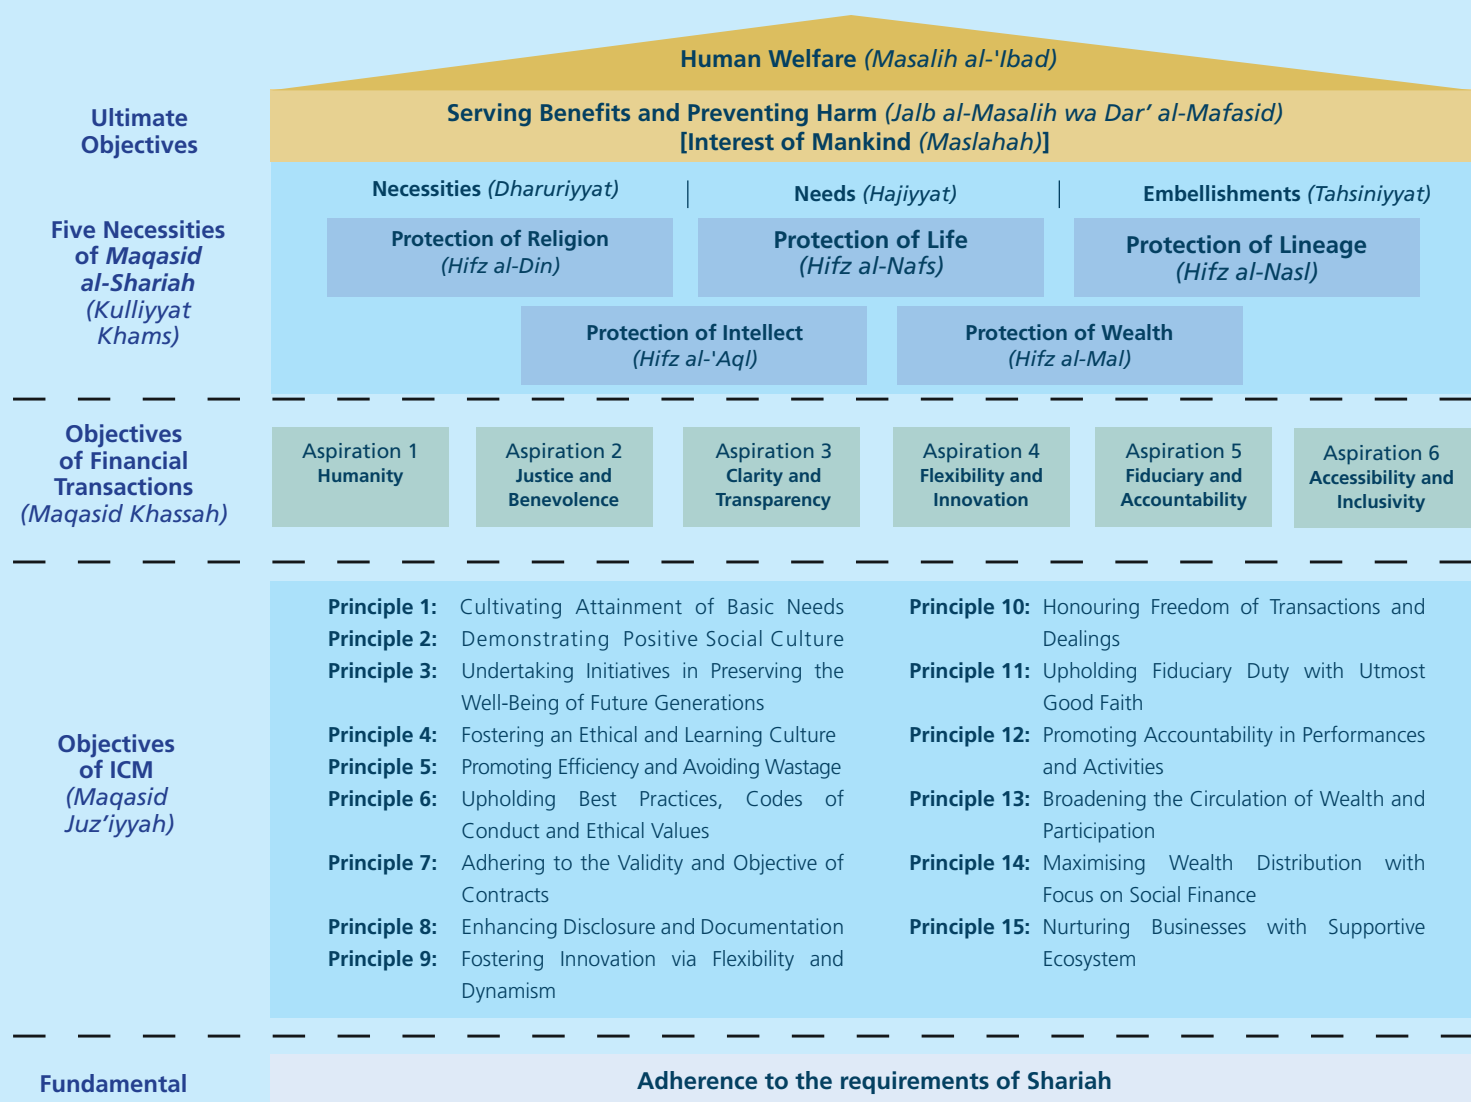 Human Welfare (Masalih al-'Ibad)
Ultimate
Objectives
Serving Benefits and Preventing Harm (Jalb al-Masalih wa Dar’ al-Mafasid)
[Interest of Mankind (Maslahah)]
Five Necessities
of Maqasid
al-Shariah
(Kulliyyat
Khams)
Necessities (Dharuriyyat) | Needs (Hajiyyat) | Embellishments (Tahsiniyyat)
Protection of Religion
(Hifz al-Din)
Protection of Life
(Hifz al-Nafs)
Protection of Lineage
(Hifz al-Nasl)
Protection of Intellect
(Hifz al-'Aql)
Protection of Wealth
(Hifz al-Mal)
Objectives
of Financial
Transactions
(Maqasid Khassah)
Aspiration 1
Humanity
Aspiration 2
Justice and
Benevolence
Aspiration 3
Clarity and
Transparency
Aspiration 4
Flexibility and
Innovation
Aspiration 5
Fiduciary and
Accountability
Aspiration 6
Accessibility and
Inclusivity
Objectives
of ICM
(Maqasid
Juz’iyyah)
Principle 1: Cultivating Attainment of Basic Needs
Principle 2: Demonstrating Positive Social Culture
Principle 3: Undertaking Initiatives in Preserving the
Well-Being of Future Generations
Principle 4: Fostering an Ethical and Learning Culture
Principle 5: Promoting Efficiency and Avoiding Wastage
Principle 6: Upholding Best Practices, Codes of
Conduct and Ethical Values
Principle 7: Adhering to the Validity and Objective of
Contracts
Principle 8: Enhancing Disclosure and Documentation
Principle 9: Fostering Innovation via Flexibility and
Dynamism
Principle 10: Honouring Freedom of Transactions and
Dealings
Principle 11: Upholding Fiduciary Duty with Utmost
Good Faith
Principle 12: Promoting Accountability in Performances
and Activities
Principle 13: Broadening the Circulation of Wealth and
Participation
Principle 14: Maximising Wealth Distribution with
Focus on Social Finance
Principle 15: Nurturing Businesses with Supportive
Ecosystem
Fundamental
Adherence to the requirements of Shariah